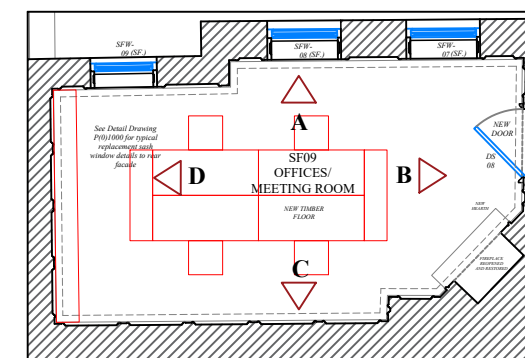 SFW-
09 (SF.)
SFW-
08 (SF.)
SFW-
07 (SF.)
See Detail Drawing
P(0)1000 for typical
replacement sash
window details to rear
facade
A
NEW
DOOR
DS
08
D
SF09
OFFICES/
MEETING ROOM
B
NEW TIMBER
FLOOR
NEW
HEARTH
C
FIREPLACE
REOPENED
AND RESTORED